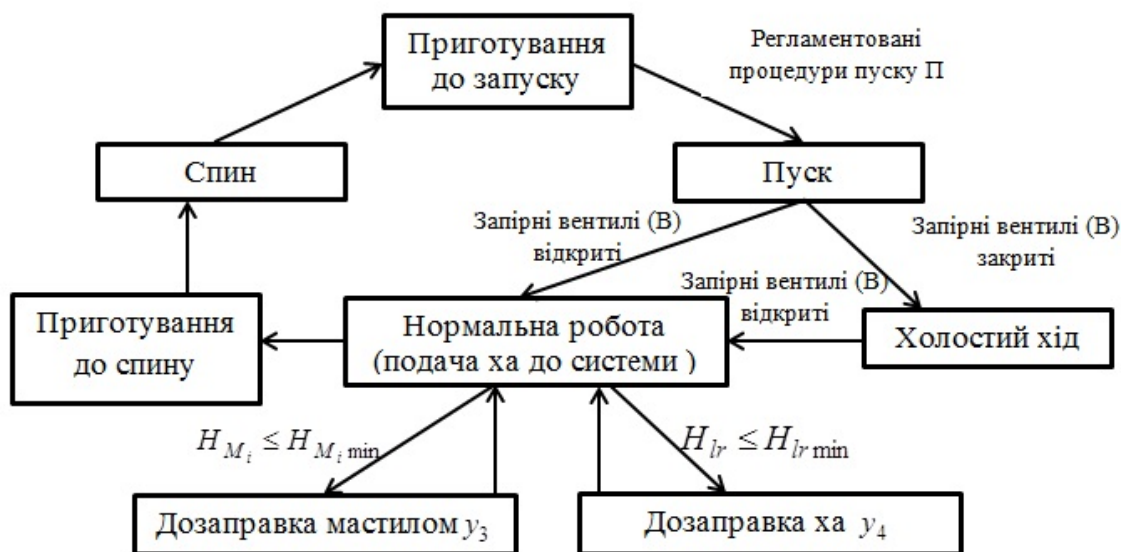 Приготування
до запуску
Регламентовані
процедури пуску П
Спин
Пуск
Запірні вентилі (В)
відкриті
Запірні вентилі (В)
закриті
Запірні вентилі (В)
відкриті
Приготування
до спину
Нормальна робота
(подача ха до системи )
Холостий хід
H_{M_i} ≤ H_{M_i min}
H_{lr} ≤ H_{lr min}
Дозаправка мастилом y_3
Дозаправка ха y_4